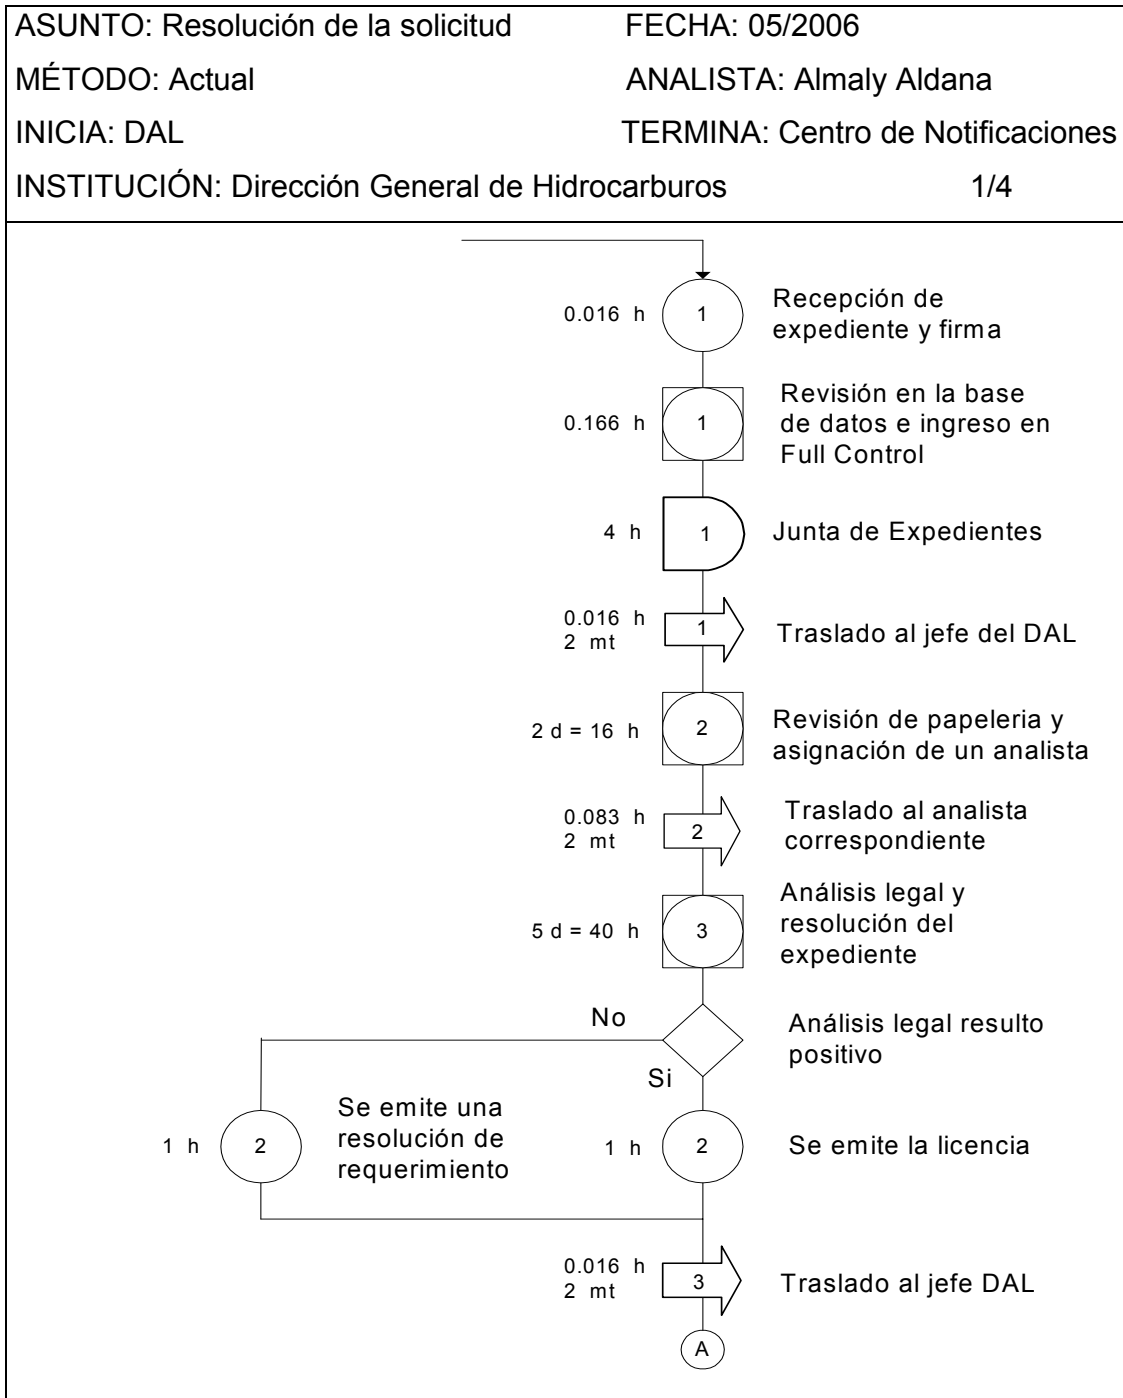 ASUNTO: Resolución de la solicitud FECHA: 05/2006
MÉTODO: Actual ANALISTA: Almaly Aldana
INICIA: DAL TERMINA: Centro de Notificaciones
INSTITUCIÓN: Dirección General de Hidrocarburos 1/4
0.016 h
1
Recepción de
expediente y firma
0.166 h
1
Revisión en la base
de datos e ingreso en
Full Control
4 h
1
Junta de Expedientes
0.016 h
2 mt
1
Traslado al jefe del DAL
2 d = 16 h
2
Revisión de papeleria y
asignación de un analista
0.083 h
2 mt
2
Traslado al analista
correspondiente
5 d = 40 h
3
Análisis legal y
resolución del
expediente
No
Análisis legal resulto
positivo
Si
1 h
2
Se emite una
resolución de
requerimiento
1 h
2
Se emite la licencia
0.016 h
2 mt
3
Traslado al jefe DAL
A